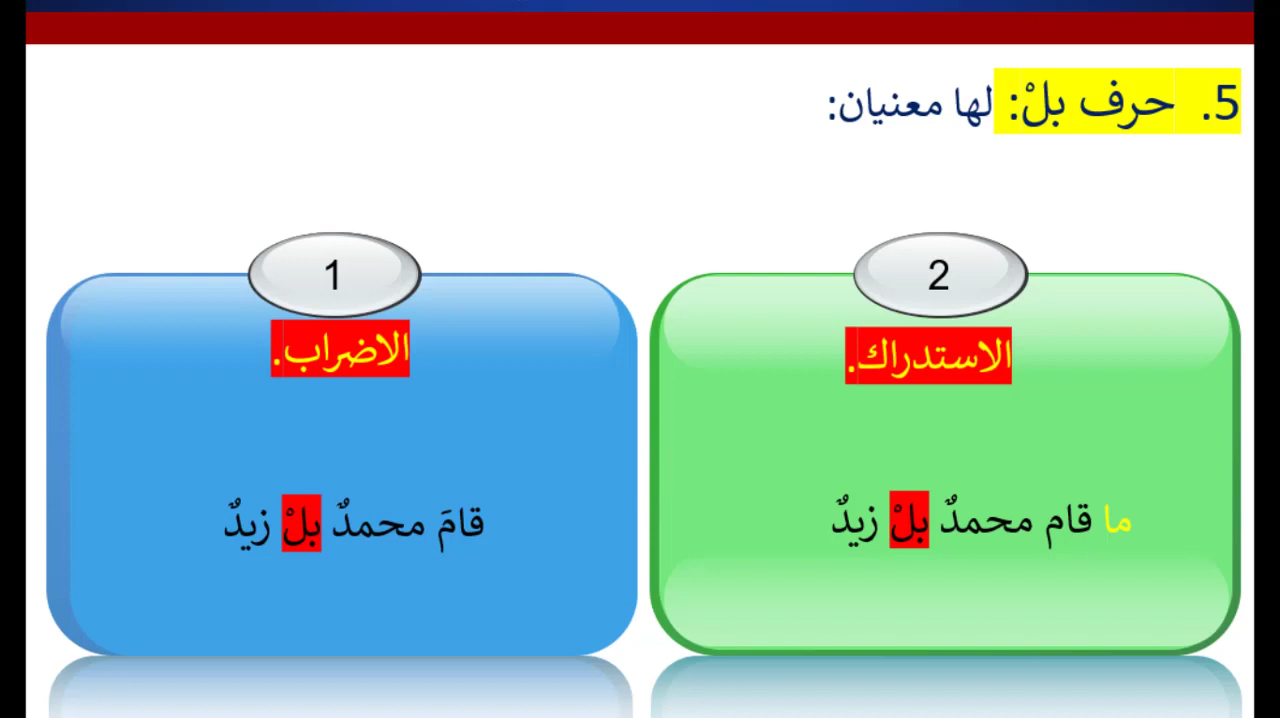 5. حرف بلْ: لها معنيان:
1
الاضراب.
قامَ محمدٌ بلْ زيدٌ
2
الاستدراك.
ما قام محمدٌ بلْ زيدٌ